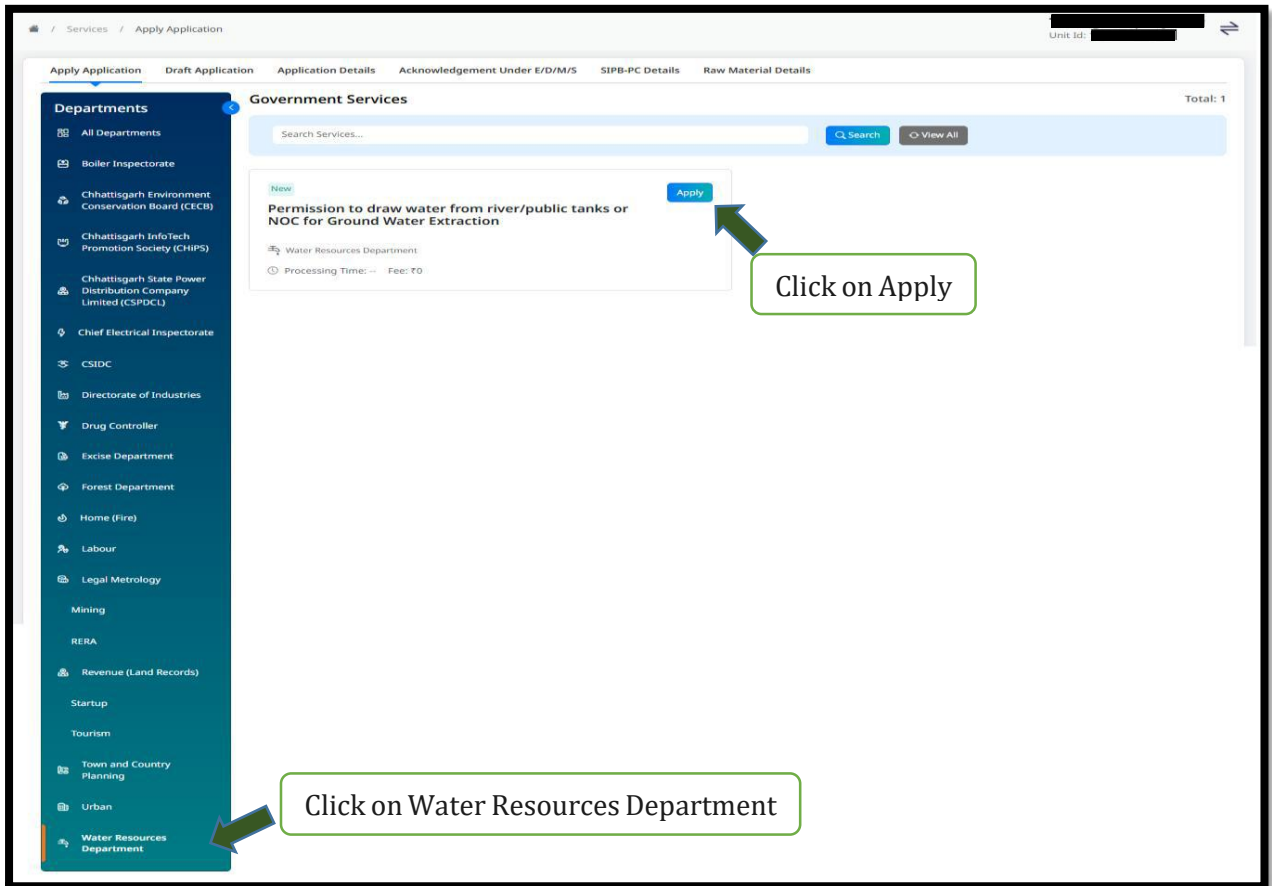 / Services / Apply Application
Unit Id:
Apply Application Draft Application Application Details Acknowledgement Under E/D/M/S SIPB-PC Details Raw Material Details
Departments
All Departments
Boiler Inspectorate
Chhattisgarh Environment
Conservation Board (CECB)
Chhattisgarh InfoTech
Promotion Society (CHiPS)
Chhattisgarh State Power
Distribution Company
Limited (CSPDCL)
Chief Electrical Inspectorate
CSIDC
Directorate of Industries
Drug Controller
Excise Department
Forest Department
Home (Fire)
Labour
Legal Metrology
Mining
RERA
Revenue (Land Records)
Startup
Tourism
Town and Country
Planning
Urban
Water Resources
Department
Government Services
Total: 1
Search Services...
Search
View All
New
Apply
Permission to draw water from river/public tanks or
NOC for Ground Water Extraction
Water Resources Department
Processing Time: -- Fee: ₹0
Click on Apply
Click on Water Resources Department